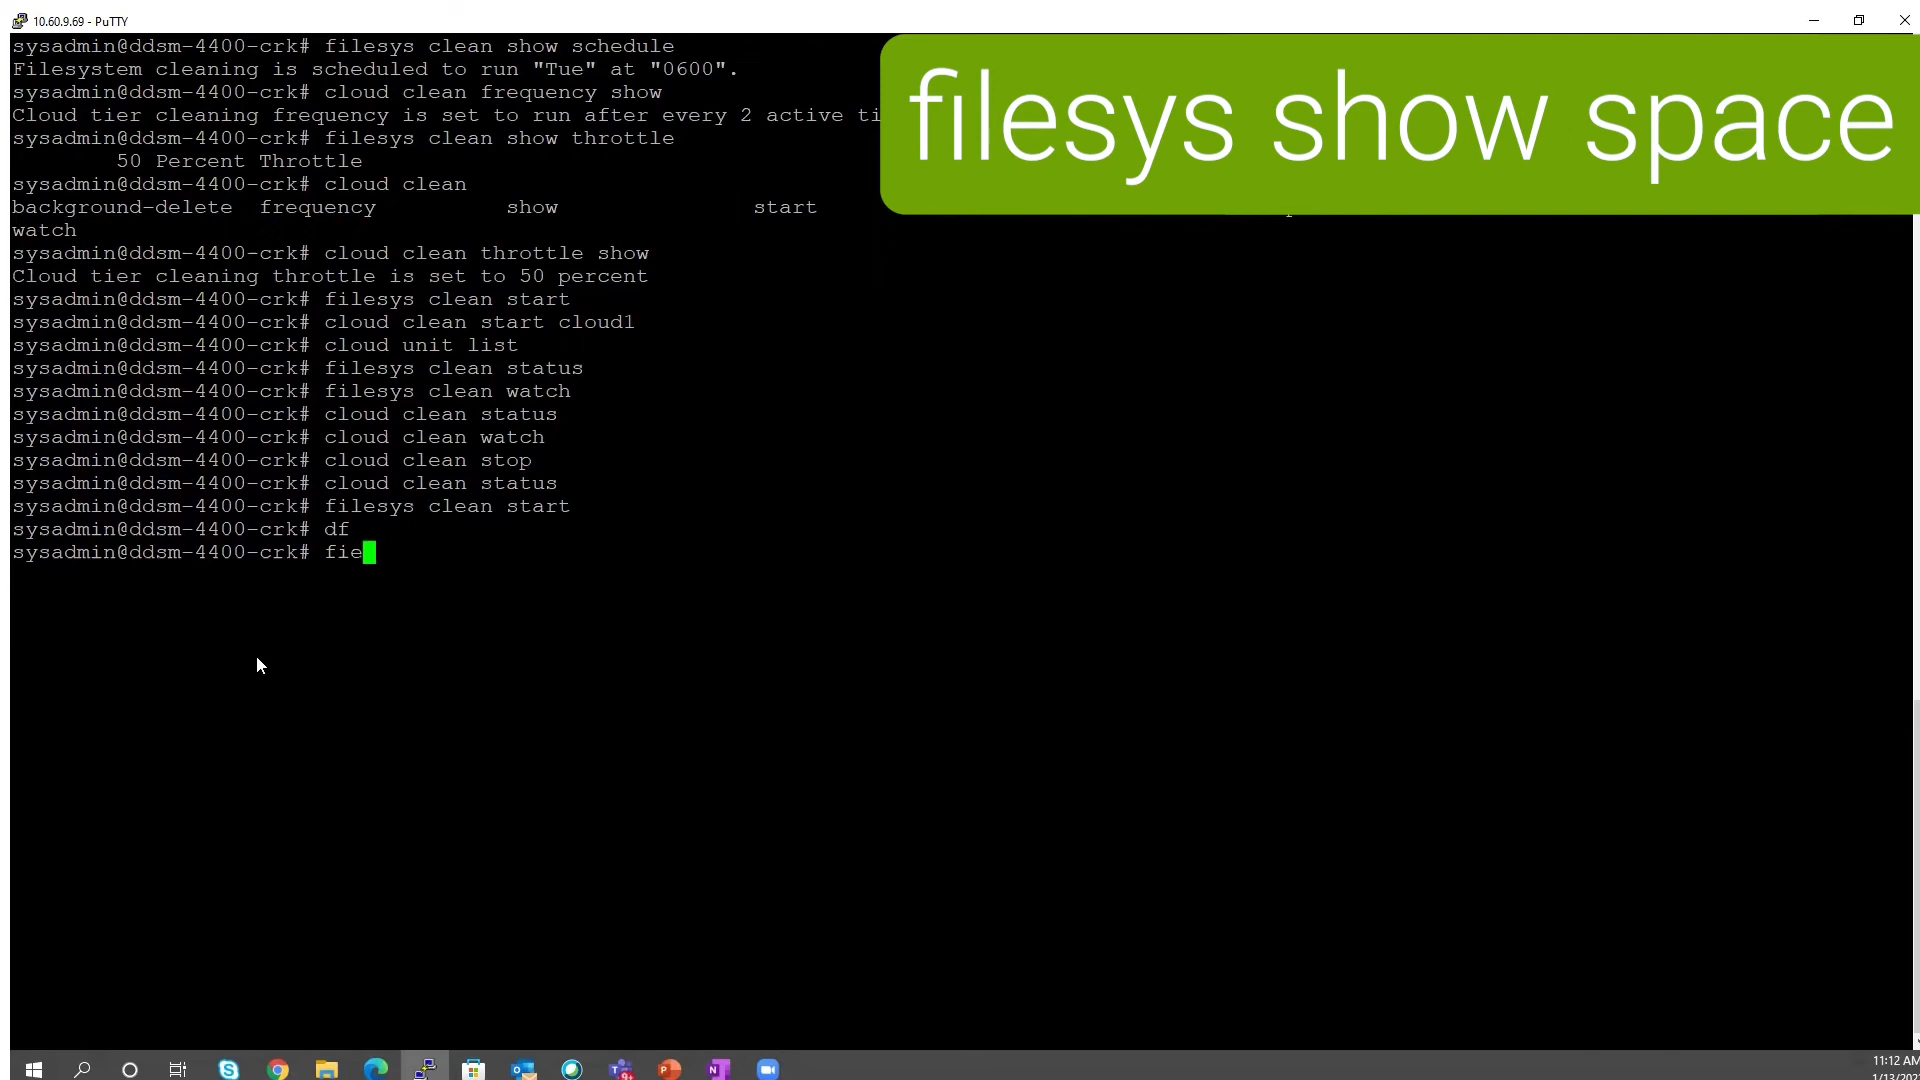 10.60.9.69 - PuTTY
sysadmin@ddsm-4400-crk# filesys clean show schedule
Filesystem cleaning is scheduled to run "Tue" at "0600".
sysadmin@ddsm-4400-crk# cloud clean frequency show
Cloud tier cleaning frequency is set to run after every 2 active ti
sysadmin@ddsm-4400-crk# filesys clean show throttle
50 Percent Throttle
sysadmin@ddsm-4400-crk# cloud clean
background-delete frequency show start
watch
sysadmin@ddsm-4400-crk# cloud clean throttle show
Cloud tier cleaning throttle is set to 50 percent
sysadmin@ddsm-4400-crk# filesys clean start
sysadmin@ddsm-4400-crk# cloud clean start cloud1
sysadmin@ddsm-4400-crk# cloud unit list
sysadmin@ddsm-4400-crk# filesys clean status
sysadmin@ddsm-4400-crk# filesys clean watch
sysadmin@ddsm-4400-crk# cloud clean status
sysadmin@ddsm-4400-crk# cloud clean watch
sysadmin@ddsm-4400-crk# cloud clean stop
sysadmin@ddsm-4400-crk# cloud clean status
sysadmin@ddsm-4400-crk# filesys clean start
sysadmin@ddsm-4400-crk# df
sysadmin@ddsm-4400-crk# fie
filesys show space
11:12 AM